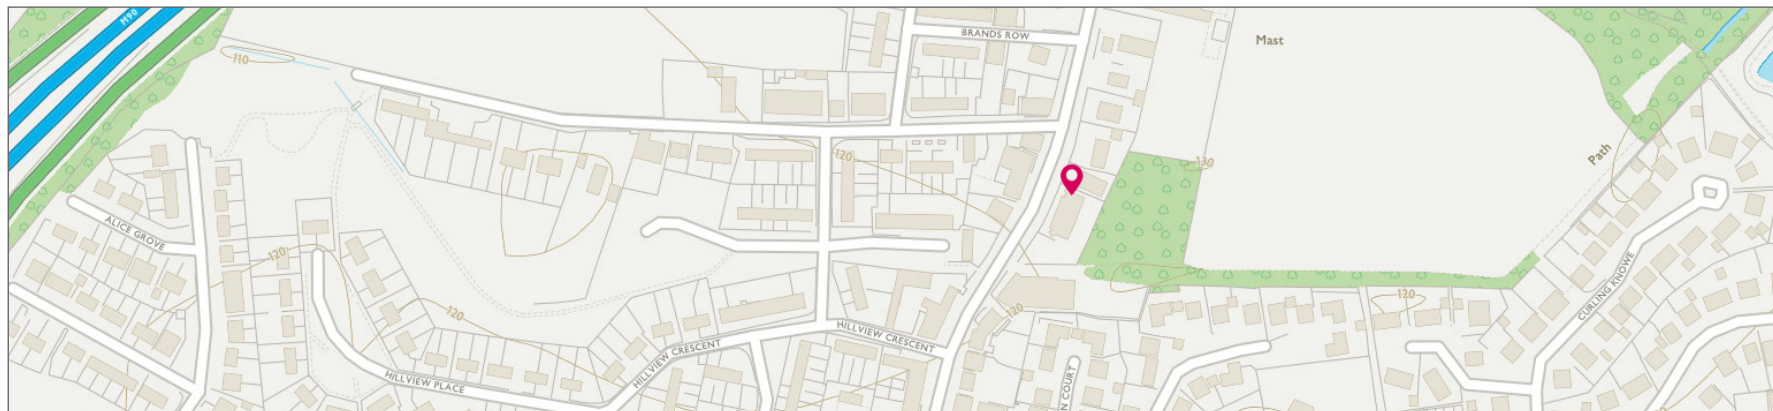 M90
BRANDS ROW
Mast
110
120
130
Path
ALICE GROVE
120
120
120
120
CURLING KNOWE
HILLVIEW CRESCENT
HILLVIEW CRESCENT
HILLVIEW PLACE
N COURT